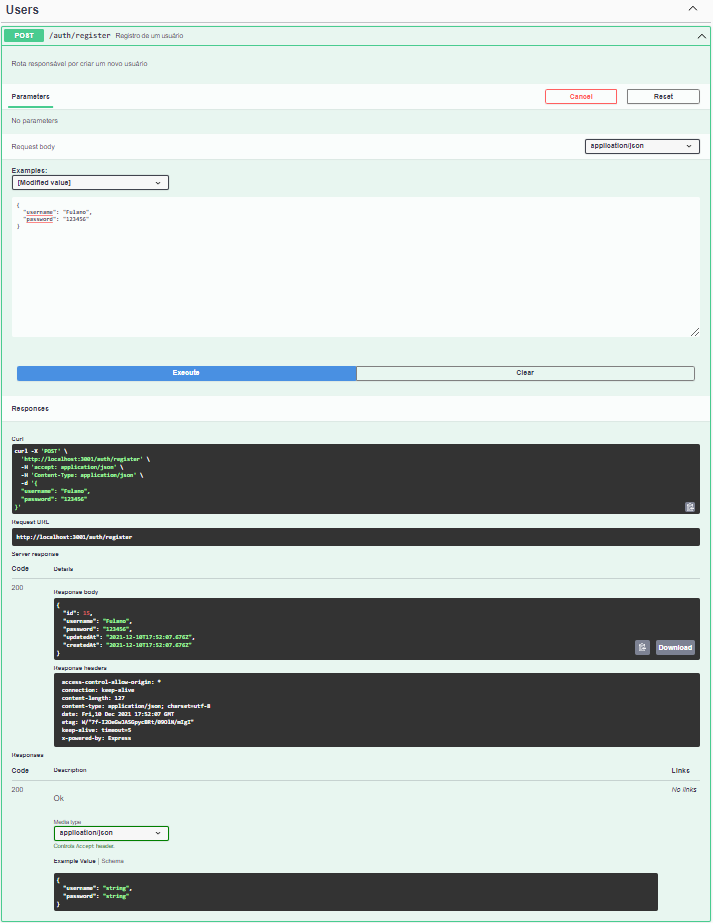 Users
POST /auth/register Registro de um usuário
Rota responsável por criar um novo usuário
Parameters Cancel Reset
No parameters
Request body application/json
Examples:
[Modified value]
{
"username": "Fulano",
"password": "123456"
}
Execute Clear
Responses
Curl
curl -X 'POST' \
'http://localhost:3001/auth/register' \
-H 'accept: application/json' \
-H 'Content-Type: application/json' \
-d '{
"username": "Fulano",
"password": "123456"
}'
Request URL
http://localhost:3001/auth/register
Server response
Code Details
200
Response body
{
"id": 15,
"username": "Fulano",
"password": "123456",
"updatedAt": "2021-12-10T17:52:07.676Z",
"createdAt": "2021-12-10T17:52:07.676Z"
}
Download
Response headers
access-control-allow-origin: *
connection: keep-alive
content-length: 127
content-type: application/json; charset=utf-8
date: Fri,10 Dec 2021 17:52:07 GMT
etag:
keep-alive: timeout=5
x-powered-by: Express
Responses
Code Description Links
200 No links
Ok
Media type
application/json
Controls Accept header.
Example Value | Schema
{
"username": "string",
"password": "string"
}